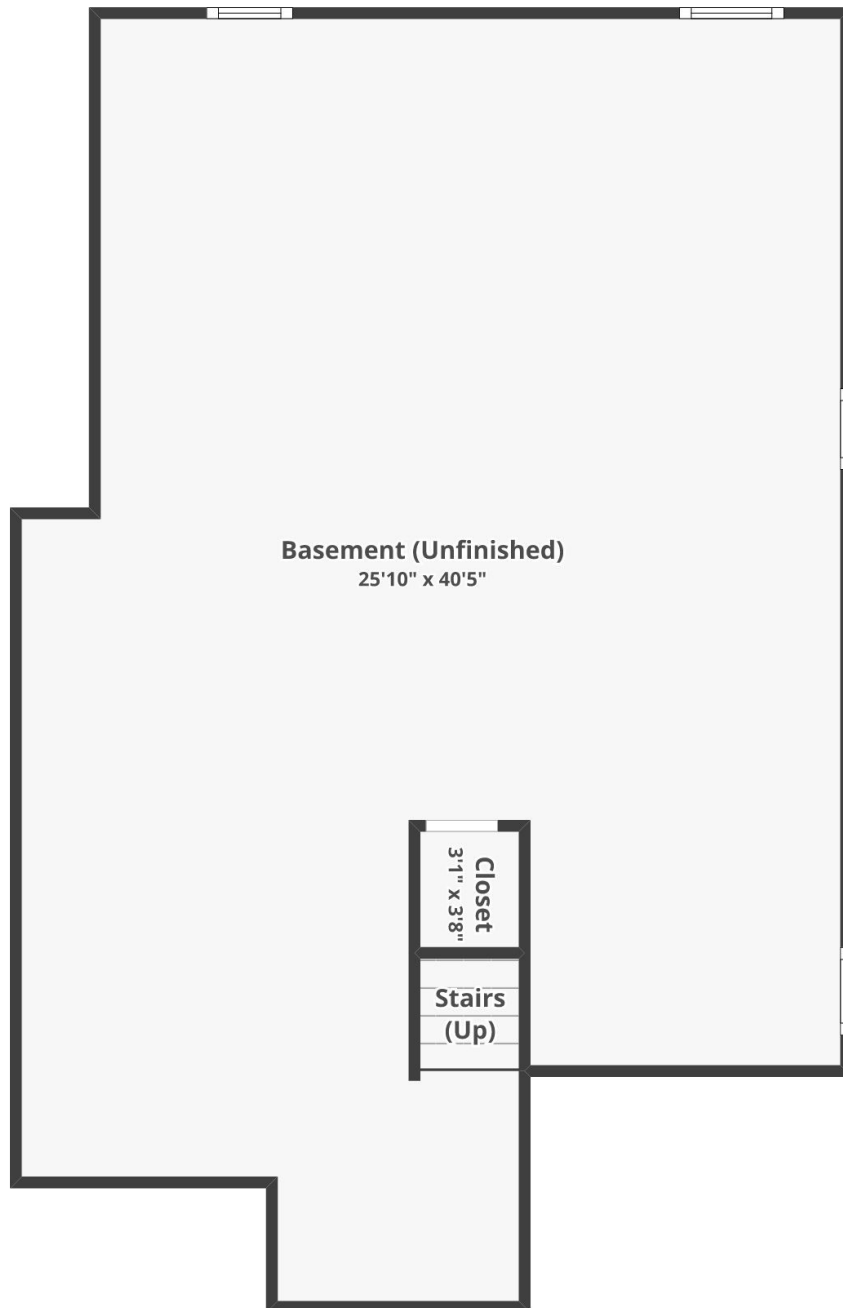 Basement (Unfinished)
25'10" x 40'5"
Closet
3'1" x 3'8"
Stairs
(Up)